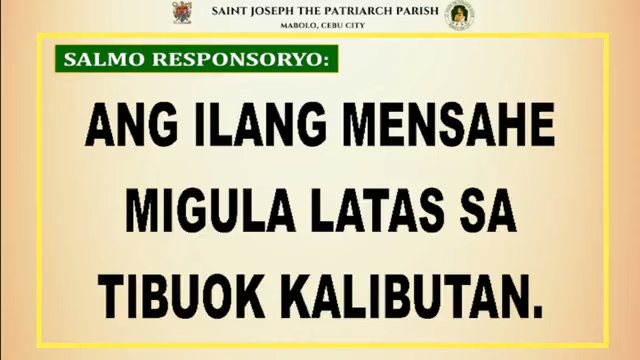 SAINT JOSEPH THE PATRIARCH PARISH
MABOLO, CEBU CITY
SALMO RESPONSORYO:
ANG ILANG MENSAHE
MIGULA LATAS SA
TIBUOK KALIBUTAN.